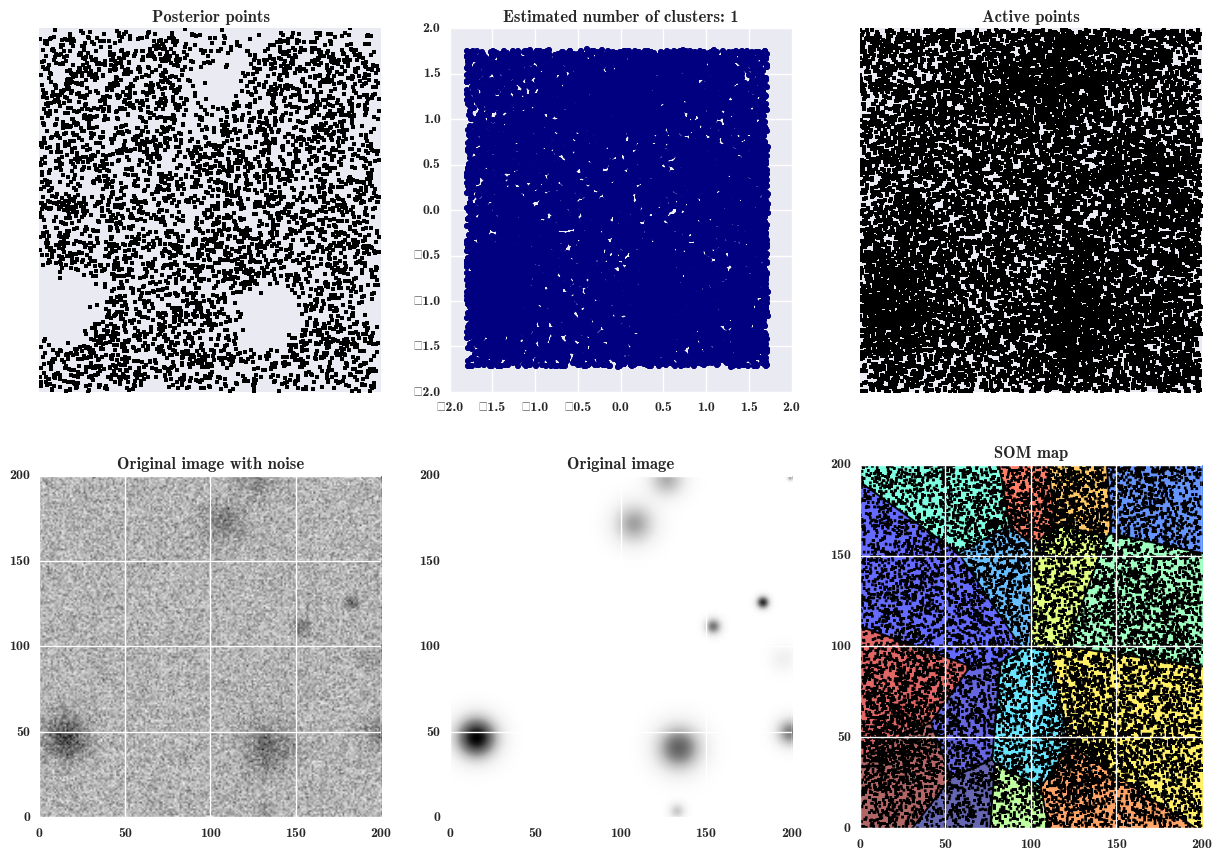 Posterior points
Estimated number of clusters: 1
Active points
2.0
1.5
1.0
0.5
0.0
□0.5
□1.0
□1.5
□2.0
□2.0 □1.5 □1.0 □0.5 0.0 0.5 1.0 1.5 2.0
Original image with noise
Original image
SOM map
200
150
100
50
0
0 50 100 150 200
200
150
100
50
0
0 50 100 150 200
200
150
100
50
0
0 50 100 150 200